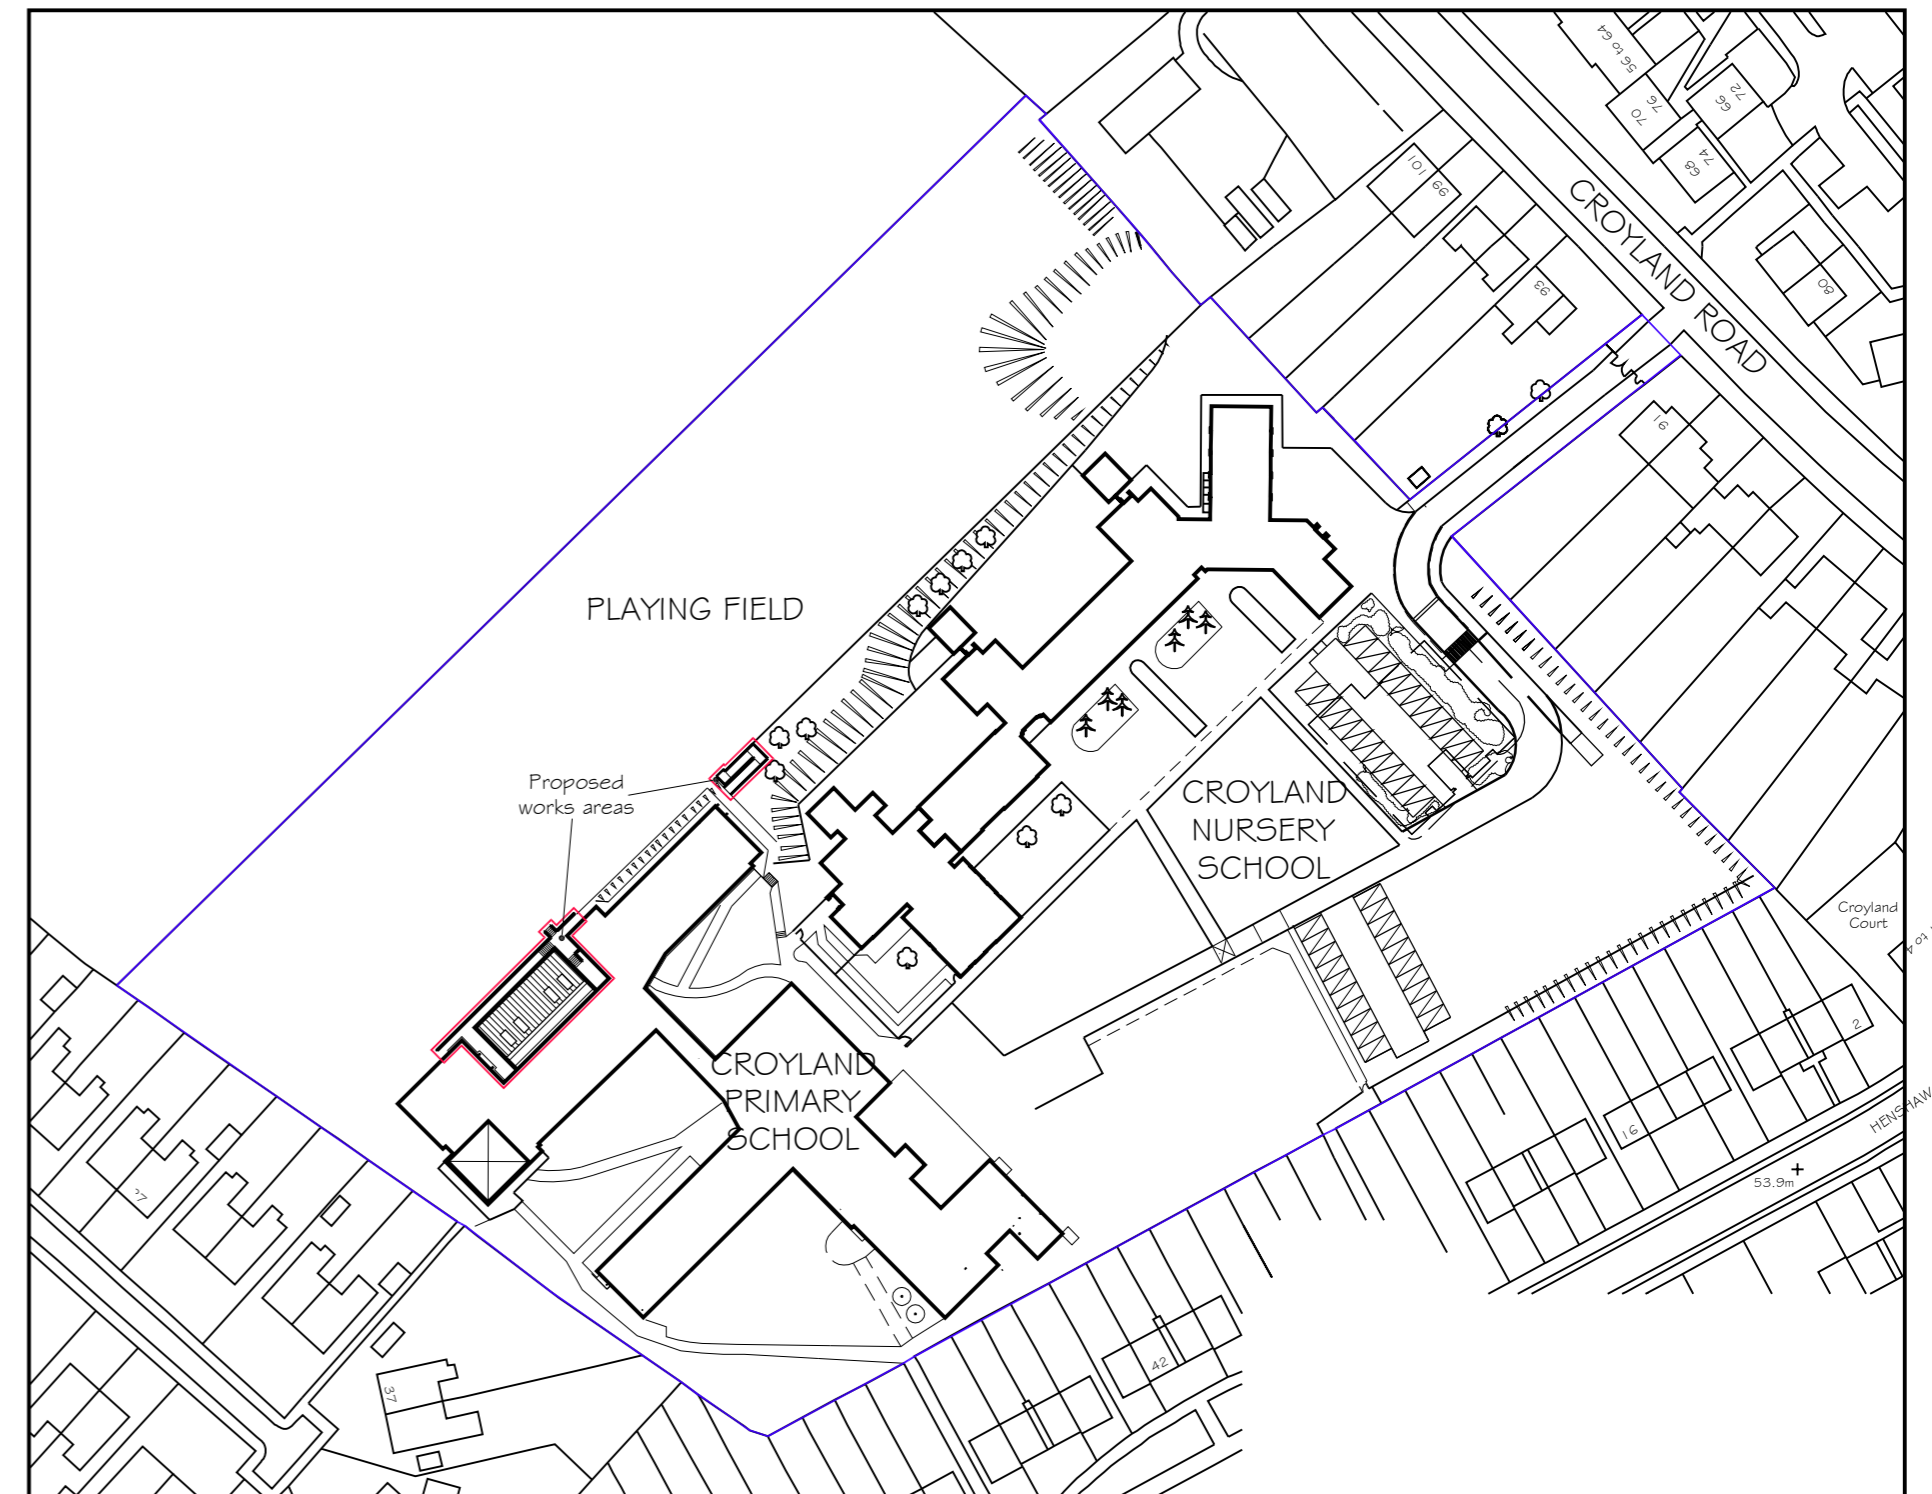 56 to 64
70
76
66
72
68
74
99 101
CROYLAND ROAD
93
80
91
PLAYING FIELD
Proposed
works areas
CROYLAND
NURSERY
SCHOOL
Croyland
Court
2
CROYLAND
PRIMARY
SCHOOL
16
HENSHAW
53.9m
42
37